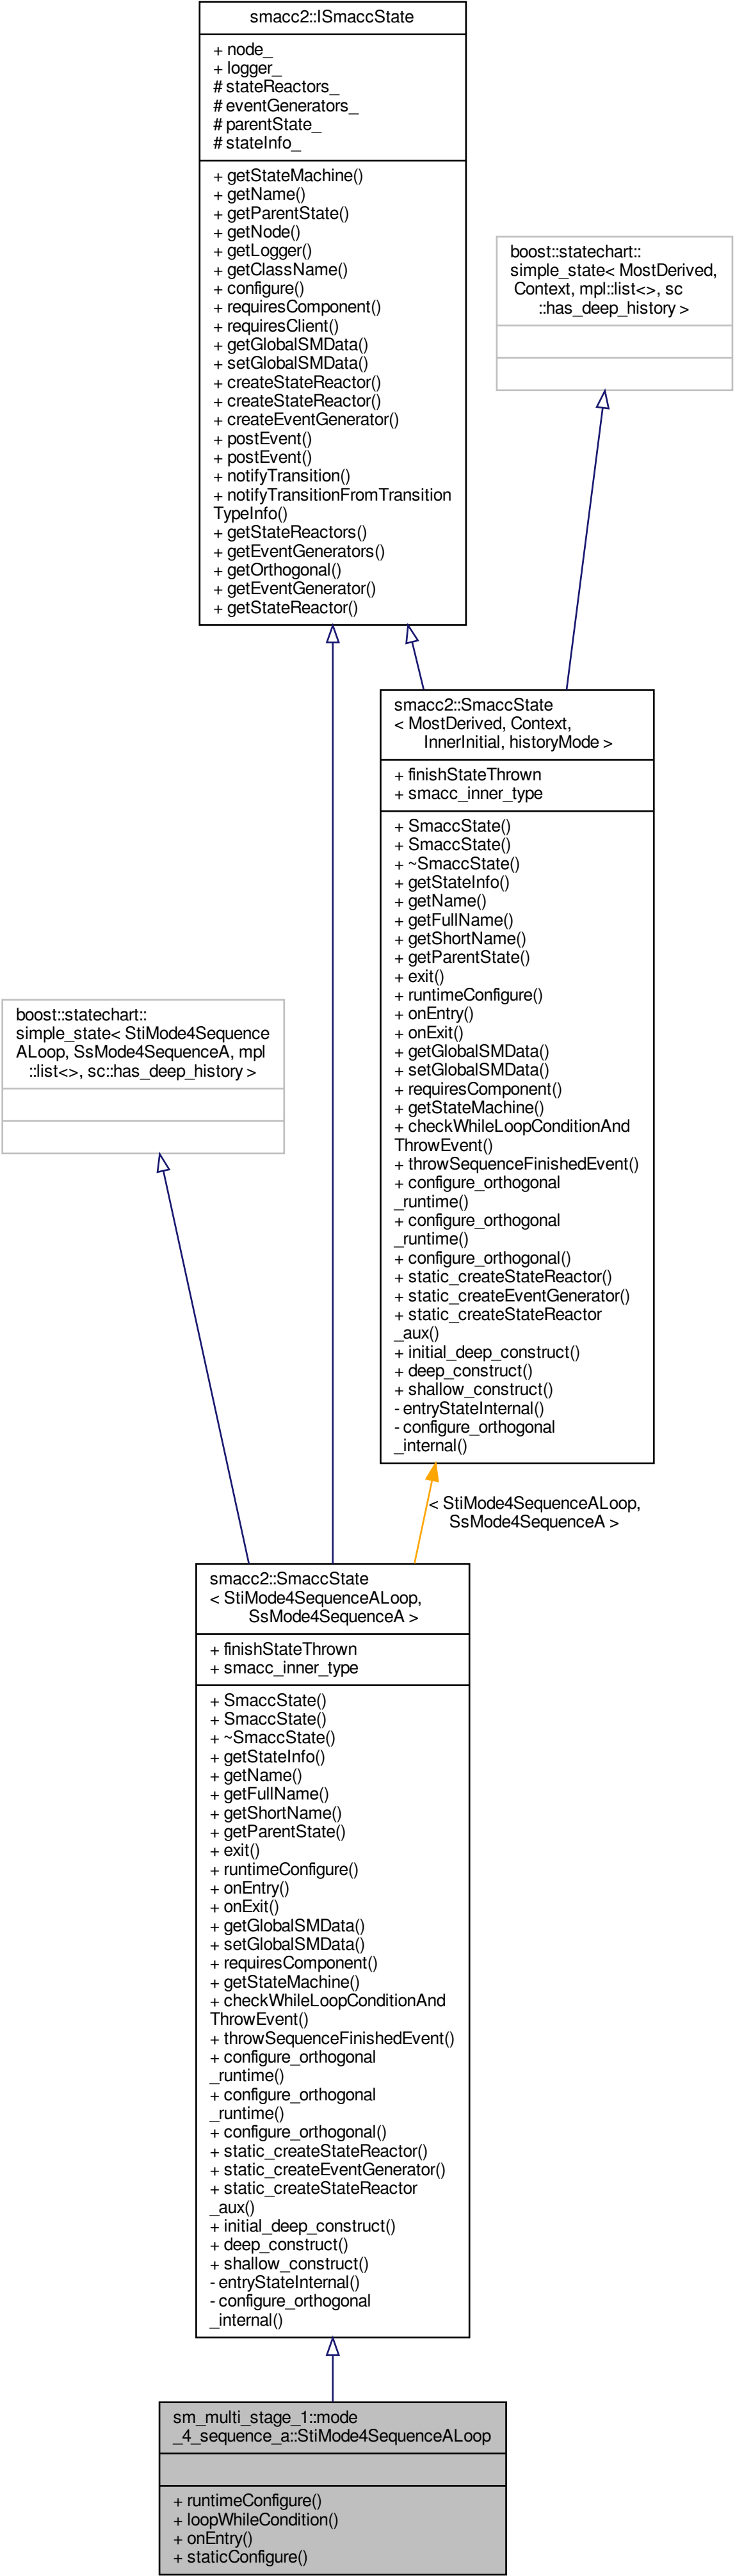 smacc2::ISmaccState
+ node_
+ logger_
# stateReactors_
# eventGenerators_
# parentState_
# stateInfo_
+ getStateMachine()
+ getName()
+ getParentState()
+ getNode()
+ getLogger()
+ getClassName()
+ configure()
+ requiresComponent()
+ requiresClient()
+ getGlobalSMData()
+ setGlobalSMData()
+ createStateReactor()
+ createStateReactor()
+ createEventGenerator()
+ postEvent()
+ postEvent()
+ notifyTransition()
+ notifyTransitionFromTransition
TypeInfo()
+ getStateReactors()
+ getEventGenerators()
+ getOrthogonal()
+ getEventGenerator()
+ getStateReactor()
boost::statechart::
simple_state< MostDerived,
Context, mpl::list<>, sc
::has_deep_history >
smacc2::SmaccState
< MostDerived, Context,
InnerInitial, historyMode >
+ finishStateThrown
+ smacc_inner_type
+ SmaccState()
+ SmaccState()
+ ~SmaccState()
+ getStateInfo()
+ getName()
+ getFullName()
+ getShortName()
+ getParentState()
+ exit()
+ runtimeConfigure()
+ onEntry()
+ onExit()
+ getGlobalSMData()
+ setGlobalSMData()
+ requiresComponent()
+ getStateMachine()
+ checkWhileLoopConditionAnd
ThrowEvent()
+ throwSequenceFinishedEvent()
+ configure_orthogonal
_runtime()
+ configure_orthogonal
_runtime()
+ configure_orthogonal()
+ static_createStateReactor()
+ static_createEventGenerator()
+ static_createStateReactor
_aux()
+ initial_deep_construct()
+ deep_construct()
+ shallow_construct()
- entryStateInternal()
- configure_orthogonal
_internal()
boost::statechart::
simple_state< StiMode4Sequence
ALoop, SsMode4SequenceA, mpl
::list<>, sc::has_deep_history >
< StiMode4SequenceALoop,
SsMode4SequenceA >
smacc2::SmaccState
< StiMode4SequenceALoop,
SsMode4SequenceA >
+ finishStateThrown
+ smacc_inner_type
+ SmaccState()
+ SmaccState()
+ ~SmaccState()
+ getStateInfo()
+ getName()
+ getFullName()
+ getShortName()
+ getParentState()
+ exit()
+ runtimeConfigure()
+ onEntry()
+ onExit()
+ getGlobalSMData()
+ setGlobalSMData()
+ requiresComponent()
+ getStateMachine()
+ checkWhileLoopConditionAnd
ThrowEvent()
+ throwSequenceFinishedEvent()
+ configure_orthogonal
_runtime()
+ configure_orthogonal
_runtime()
+ configure_orthogonal()
+ static_createStateReactor()
+ static_createEventGenerator()
+ static_createStateReactor
_aux()
+ initial_deep_construct()
+ deep_construct()
+ shallow_construct()
- entryStateInternal()
- configure_orthogonal
_internal()
sm_multi_stage_1::mode
_4_sequence_a::StiMode4SequenceALoop
+ runtimeConfigure()
+ loopWhileCondition()
+ onEntry()
+ staticConfigure()